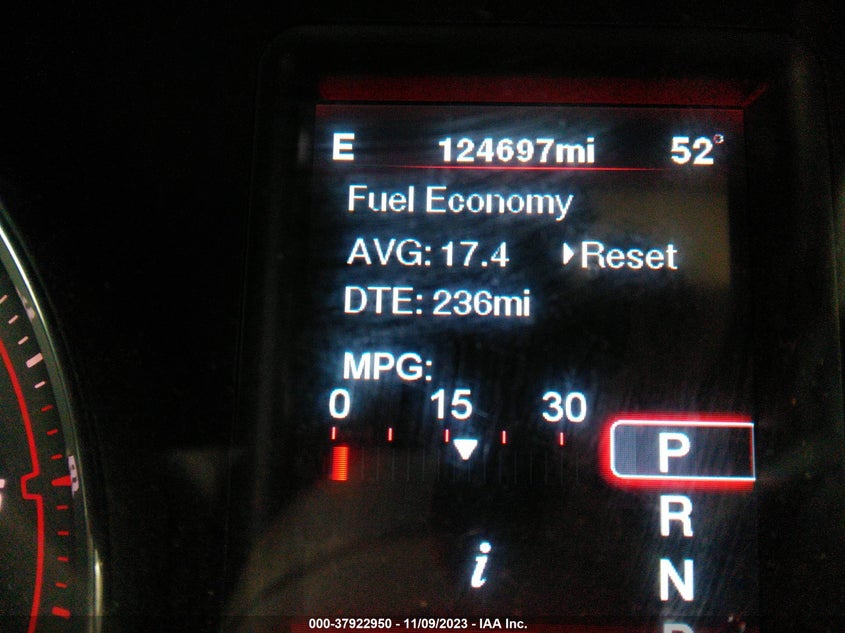 E 124697mi 52°
Fuel Economy
AVG: 17.4 Reset
DTE: 236mi
MPG:
0 15 30
P
R
N
i
000-37922950 - 11/09/2023 - IAA Inc.